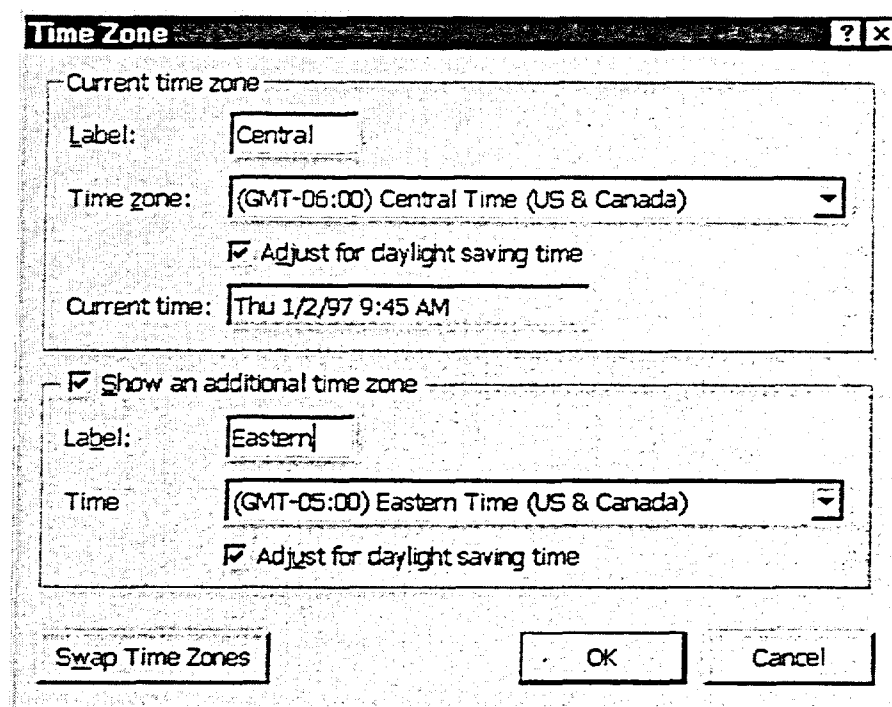 Time Zone
Current time zone
Label: Central
Time zone: (GMT-06:00) Central Time (US & Canada)
Adjust for daylight saving time
Current time: Thu 1/2/97 9:45 AM
Show an additional time zone
Label: Eastern
Time (GMT-05:00) Eastern Time (US & Canada)
Adjust for daylight saving time
Swap Time Zones OK Cancel